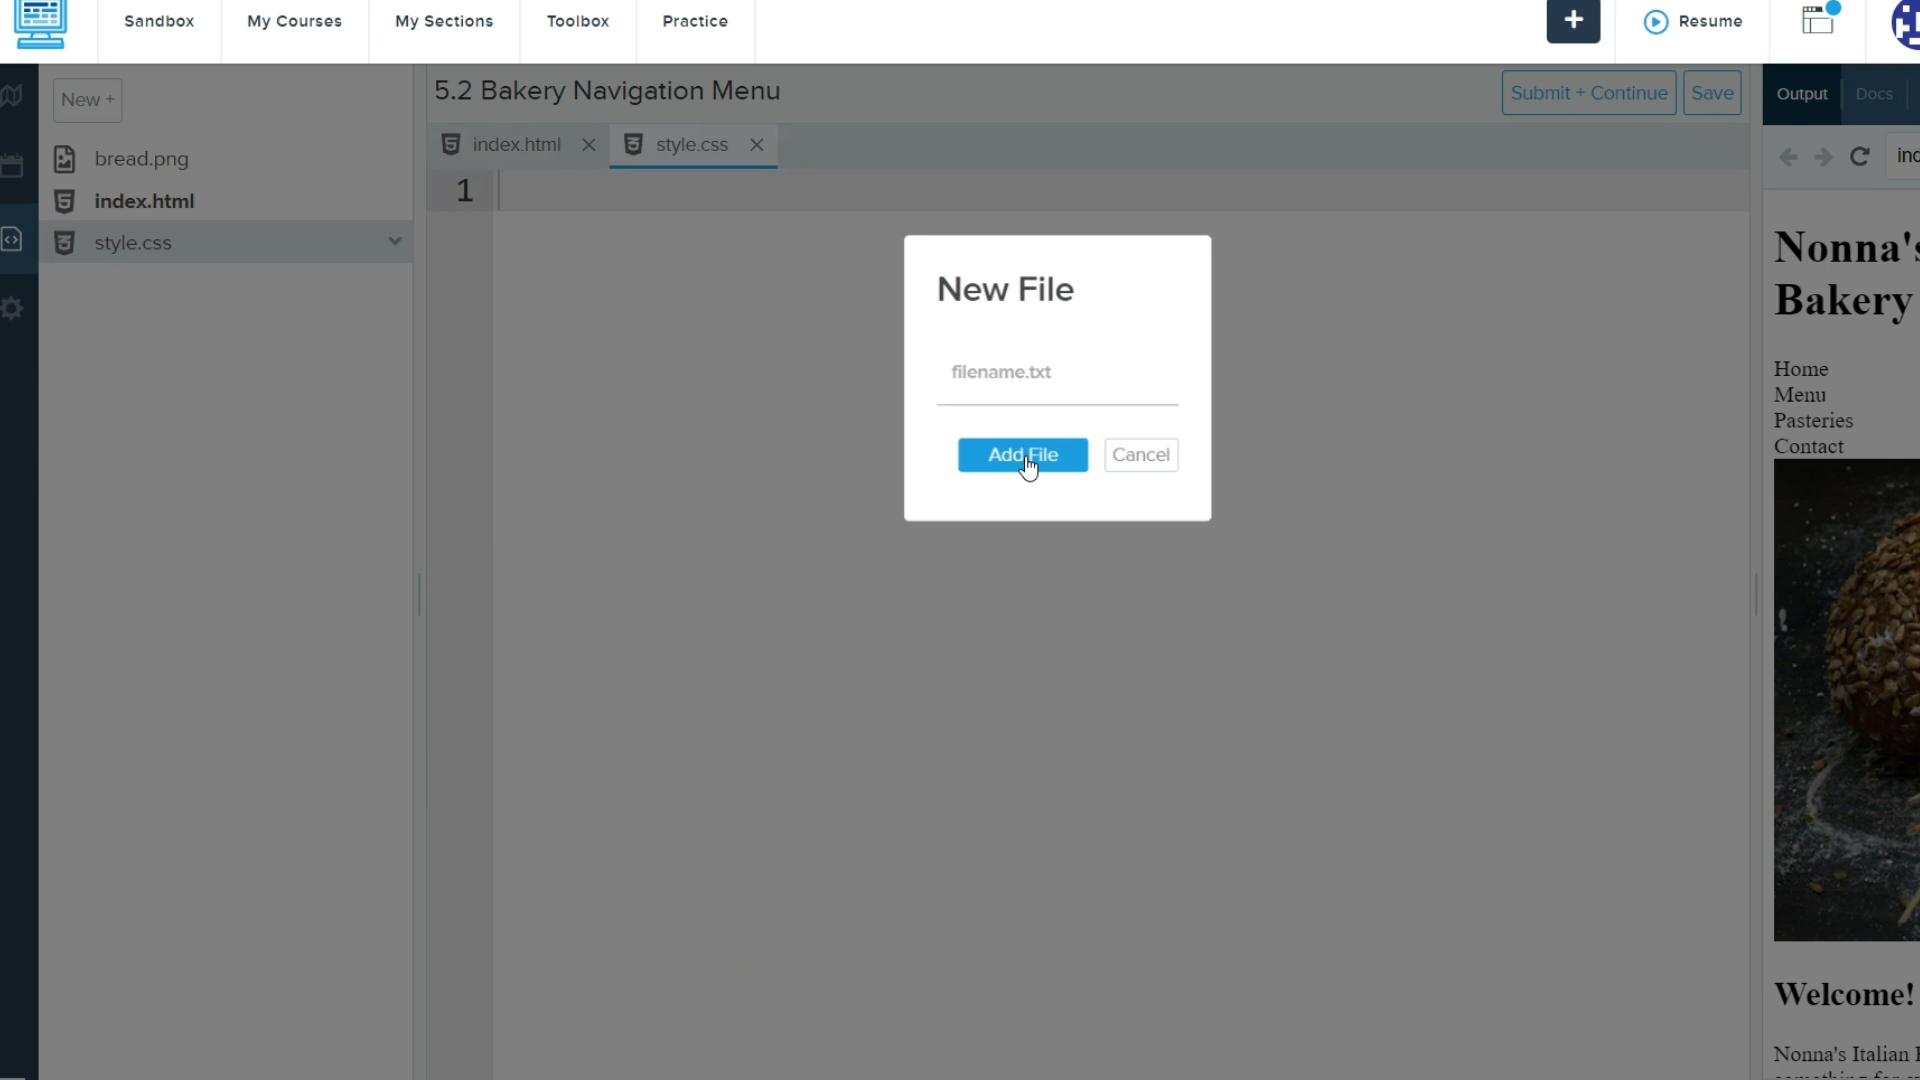 Sandbox
My Courses
My Sections
Toolbox
Practice
+
Resume
New +
5.2 Bakery Navigation Menu
Submit + Continue
Save
Output
Docs
bread.png
index.html
style.css
index.html
style.css
1
New File
filename.txt
Add File
Cancel
Nonna's
Bakery
Home
Menu
Pasteries
Contact
Welcome!
Nonna's Italian